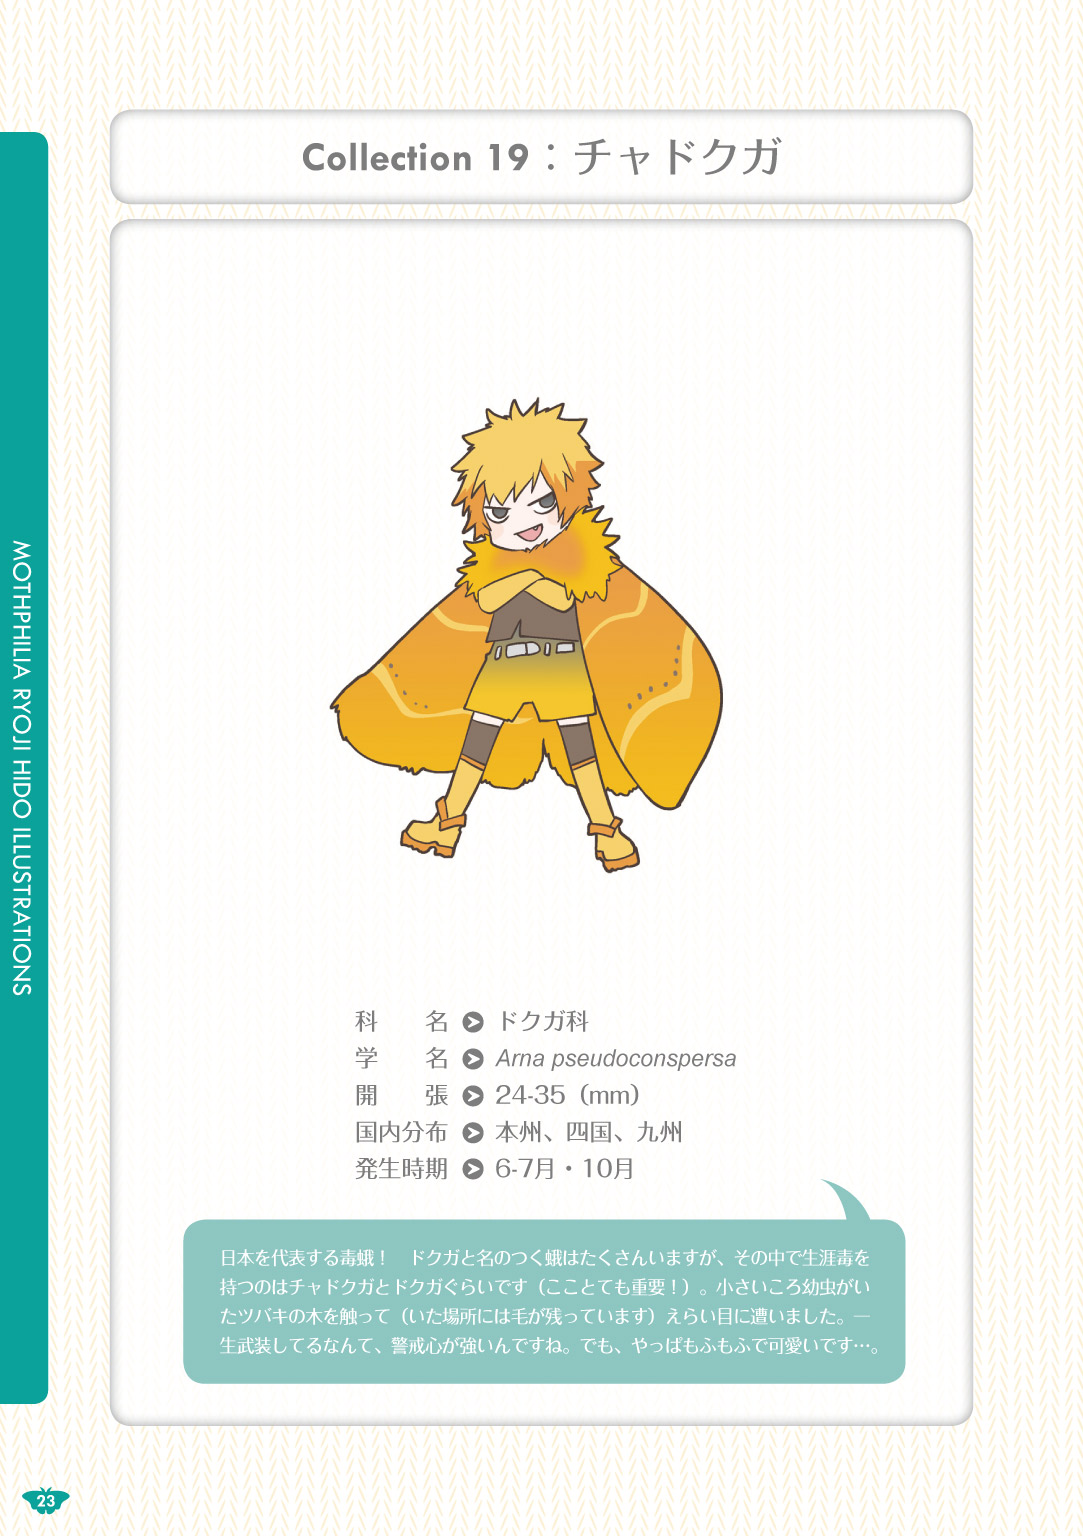 Collection 19：チャドクガ
MOTHPHILIA RYOJI HIDO ILLUSTRATIONS
科　　名 ➤ ドクガ科
学　　名 ➤ Arna pseudoconspersa
開　　張 ➤ 24-35（mm）
国内分布 ➤ 本州、四国、九州
発生時期 ➤ 6-7月・10月
日本を代表する毒蛾！　ドクガと名のつく蛾はたくさんいますが、その中で生涯毒を
持つのはチャドクガとドクガぐらいです（こことても重要！）。小さいころ幼虫がい
たツバキの木を触って（いた場所には毛が残っています）えらい目に遭いました。一
生武装してるなんて、警戒心が強いんですね。でも、やっぱもふもふで可愛いです…。
23